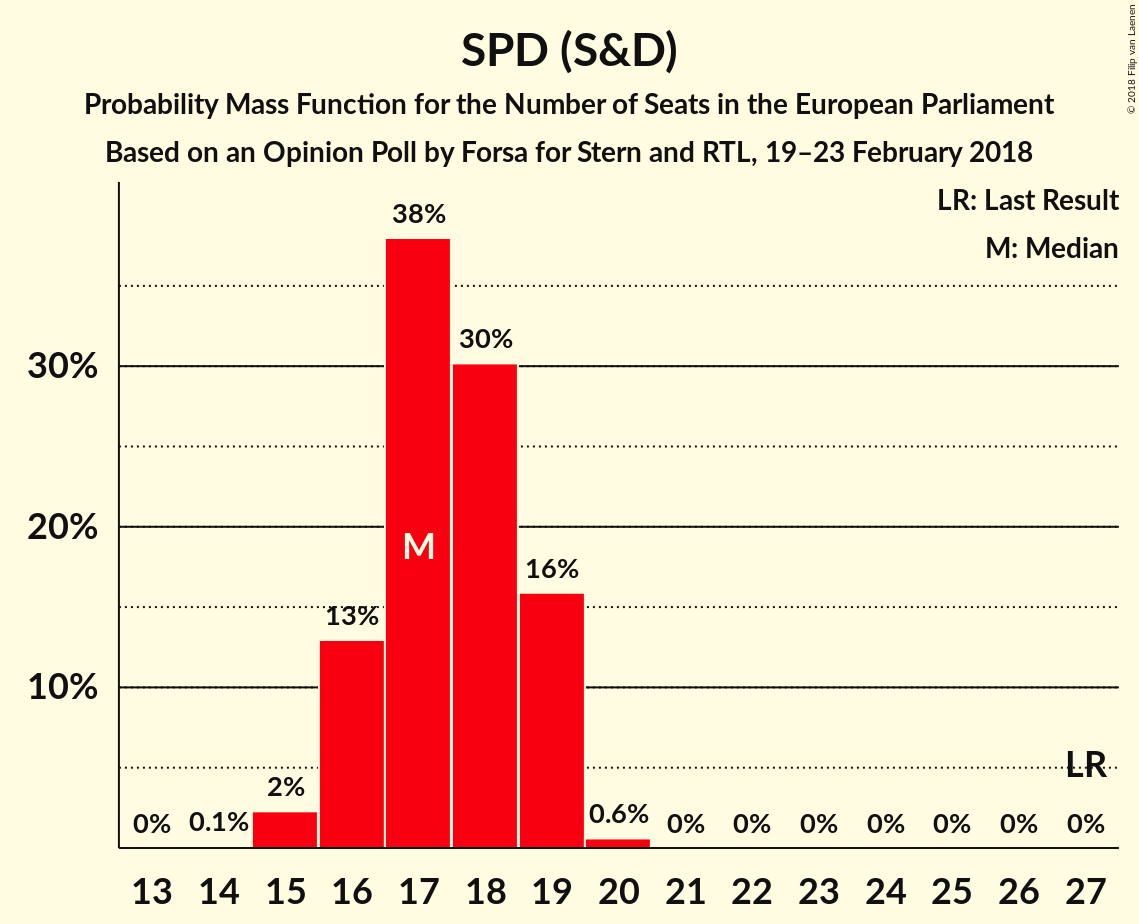 SPD (S&D)
Probability Mass Function for the Number of Seats in the European Parliament
Based on an Opinion Poll by Forsa for Stern and RTL, 19–23 February 2018
© 2018 Filip van Laenen
LR: Last Result
M: Median
38%
30%
30%
20%
M
16%
13%
10%
LR
2%
0% 0.1% 0.6% 0% 0% 0% 0% 0% 0% 0%
13 14 15 16 17 18 19 20 21 22 23 24 25 26 27